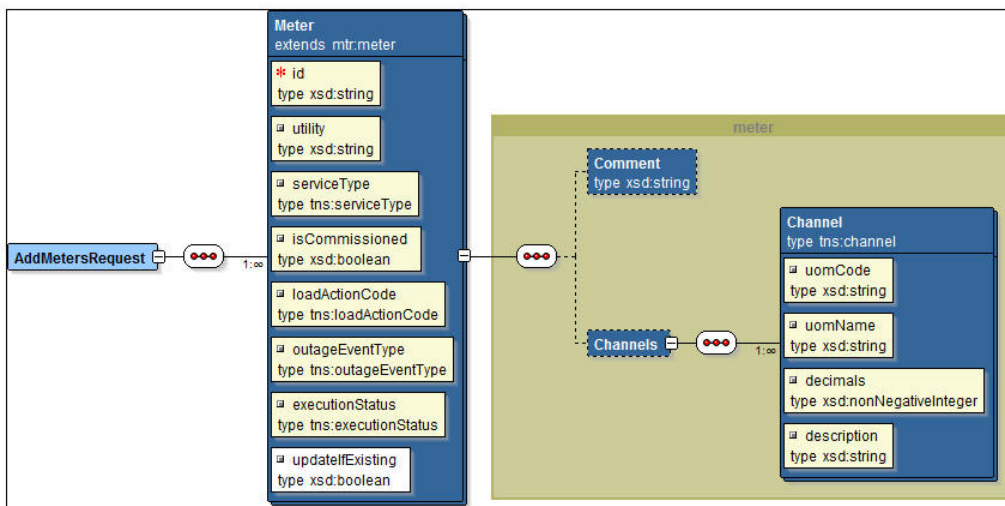 AddMetersRequest
1:∞
Meter
extends mtr:meter
id
type xsd:string
utility
type xsd:string
serviceType
type tns:serviceType
isCommissioned
type xsd:boolean
loadActionCode
type tns:loadActionCode
outageEventType
type tns:outageEventType
executionStatus
type tns:executionStatus
updateIfExisting
type xsd:boolean
meter
Comment
type xsd:string
Channels
1:∞
Channel
type tns:channel
uomCode
type xsd:string
uomName
type xsd:string
decimals
type xsd:nonNegativeInteger
description
type xsd:string